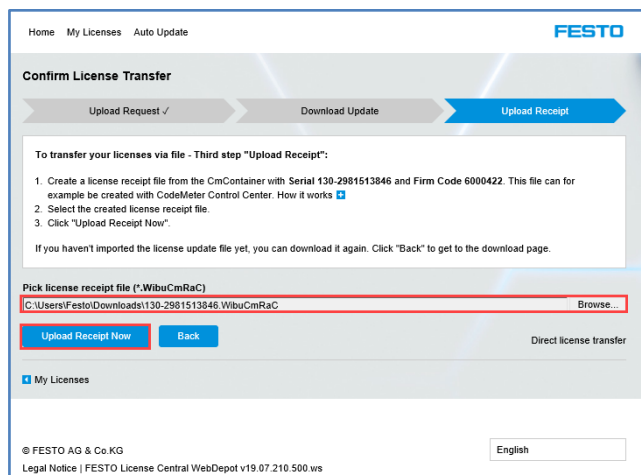 Home My Licenses Auto Update
FESTO
Confirm License Transfer
Upload Request ✓ Download Update Upload Receipt
To transfer your licenses via file - Third step "Upload Receipt":
1. Create a license receipt file from the CmContainer with Serial 130-2981513846 and Firm Code 6000422. This file can for
example be created with CodeMeter Control Center. How it works +
2. Select the created license receipt file.
3. Click "Upload Receipt Now".
If you haven't imported the license update file yet, you can download it again. Click "Back" to get to the download page.
Pick license receipt file (*.WibuCmRaC)
C:\Users\Festo\Downloads\130-2981513846.WibuCmRaC Browse...
Upload Receipt Now Back
Direct license transfer
My Licenses
© FESTO AG & Co.KG
English
Legal Notice | FESTO License Central WebDepot v19.07.210.500.ws